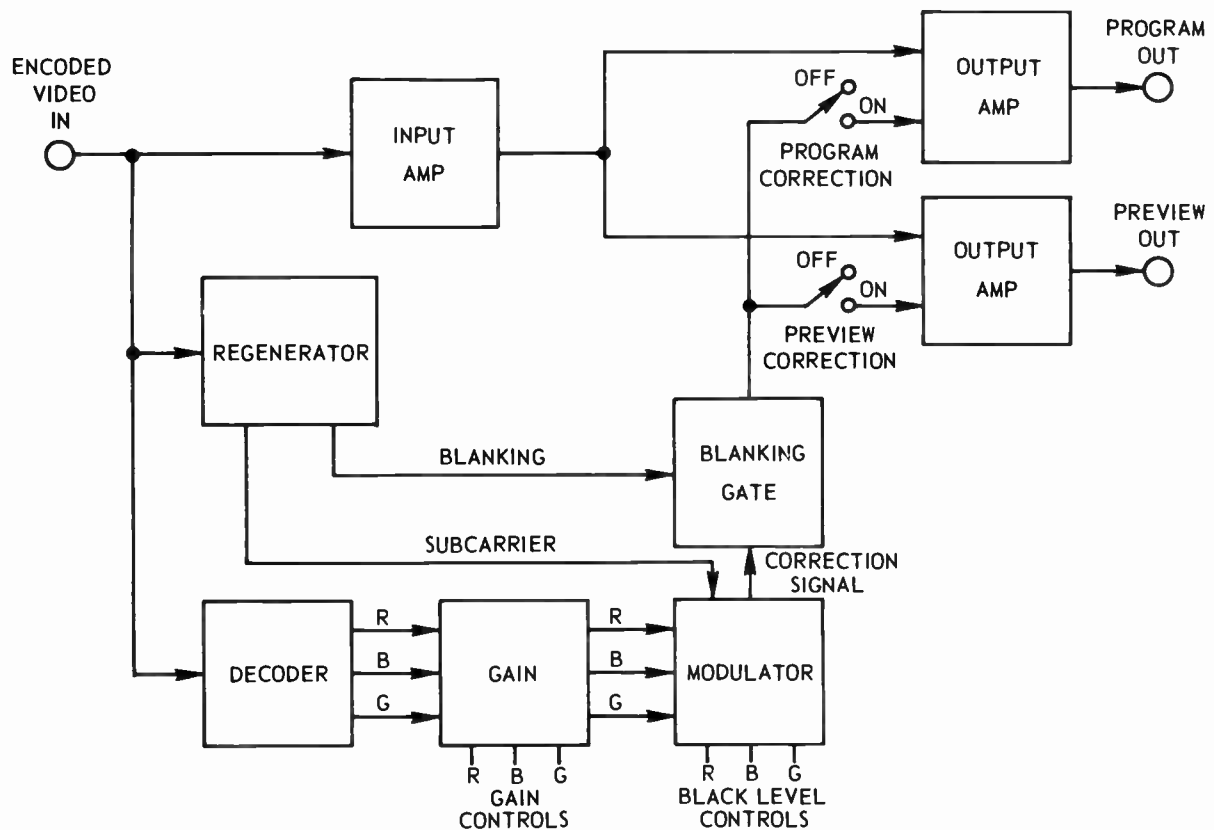 ENCODED
VIDEO
IN
INPUT
AMP
OFF
ON
PROGRAM
CORRECTION
OUTPUT
AMP
PROGRAM
OUT
OFF
ON
PREVIEW
CORRECTION
OUTPUT
AMP
PREVIEW
OUT
REGENERATOR
BLANKING
BLANKING
GATE
SUBCARRIER
CORRECTION
SIGNAL
DECODER
R
B
G
GAIN
R
B
G
MODULATOR
R B G
GAIN
CONTROLS
R B G
BLACK LEVEL
CONTROLS